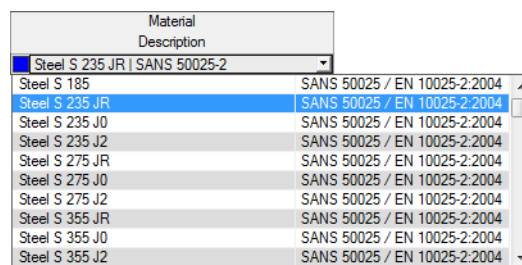 Material
Description
Steel S 235 JR | SANS 50025-2
Steel S 185 SANS 50025 / EN 10025-2:2004
Steel S 235 JR SANS 50025 / EN 10025-2:2004
Steel S 235 J0 SANS 50025 / EN 10025-2:2004
Steel S 235 J2 SANS 50025 / EN 10025-2:2004
Steel S 275 JR SANS 50025 / EN 10025-2:2004
Steel S 275 J0 SANS 50025 / EN 10025-2:2004
Steel S 275 J2 SANS 50025 / EN 10025-2:2004
Steel S 355 JR SANS 50025 / EN 10025-2:2004
Steel S 355 J0 SANS 50025 / EN 10025-2:2004
Steel S 355 J2 SANS 50025 / EN 10025-2:2004